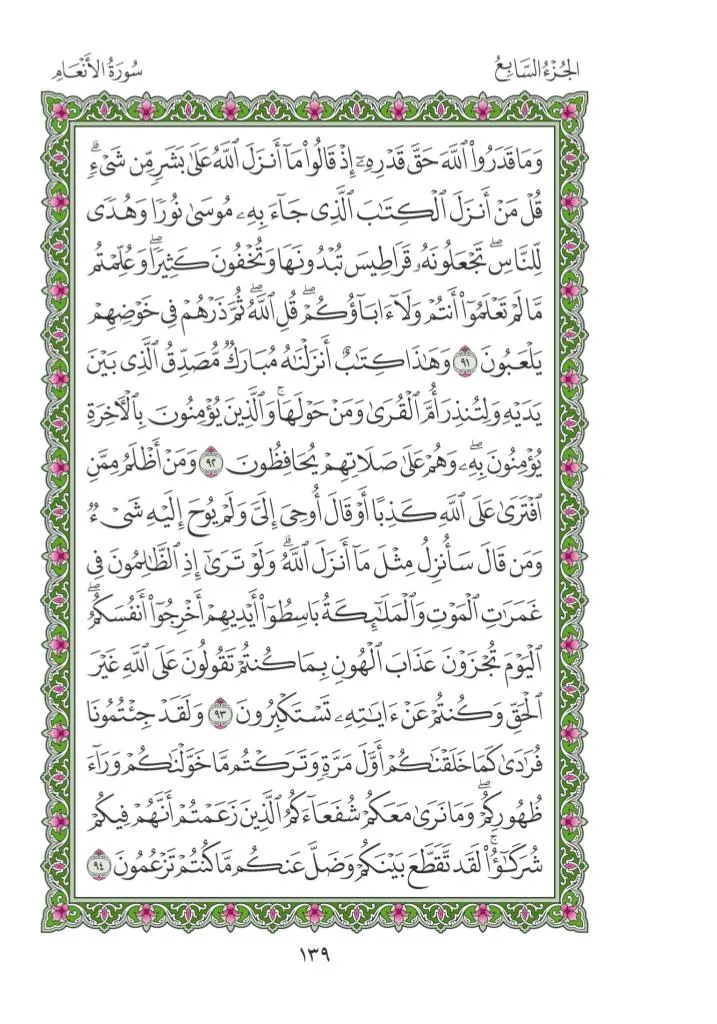 الجُزْءُ السَّابِعُ
سُورَةُ الأَنْعَامِ
وَمَا قَدَرُواْ ٱللَّهَ حَقَّ قَدْرِهِۦٓ إِذْ قَالُواْ مَآ أَنزَلَ ٱللَّهُ عَلَىٰ بَشَرٍ مِّن شَىْءٍۗ
قُلْ مَنْ أَنزَلَ ٱلْكِتَٰبَ ٱلَّذِى جَآءَ بِهِۦ مُوسَىٰ نُورًا وَهُدًى
لِّلنَّاسِۖ تَجْعَلُونَهُۥ قَرَاطِيسَ تُبْدُونَهَا وَتُخْفُونَ كَثِيرًاۖ وَعُلِّمْتُم
مَّا لَمْ تَعْلَمُوٓاْ أَنتُمْ وَلَآ ءَابَآؤُكُمْۖ قُلِ ٱللَّهُۖ ثُمَّ ذَرْهُمْ فِى خَوْضِهِمْ
يَلْعَبُونَ ٩١ وَهَٰذَا كِتَٰبٌ أَنزَلْنَٰهُ مُبَارَكٌ مُّصَدِّقُ ٱلَّذِى بَيْنَ
يَدَيْهِ وَلِتُنذِرَ أُمَّ ٱلْقُرَىٰ وَمَنْ حَوْلَهَاۚ وَٱلَّذِينَ يُؤْمِنُونَ بِٱلْءَاخِرَةِ
يُؤْمِنُونَ بِهِۦۖ وَهُمْ عَلَىٰ صَلَاتِهِمْ يُحَافِظُونَ ٩٢ وَمَنْ أَظْلَمُ مِمَّنِ
ٱفْتَرَىٰ عَلَى ٱللَّهِ كَذِبًا أَوْ قَالَ أُوحِىَ إِلَىَّ وَلَمْ يُوحَ إِلَيْهِ شَىْءٌ
وَمَن قَالَ سَأُنزِلُ مِثْلَ مَآ أَنزَلَ ٱللَّهُۗ وَلَوْ تَرَىٰٓ إِذِ ٱلظَّٰلِمُونَ فِى
غَمَرَٰتِ ٱلْمَوْتِ وَٱلْمَلَٰٓئِكَةُ بَاسِطُوٓاْ أَيْدِيهِمْ أَخْرِجُوٓاْ أَنفُسَكُمُۖ
ٱلْيَوْمَ تُجْزَوْنَ عَذَابَ ٱلْهُونِ بِمَا كُنتُمْ تَقُولُونَ عَلَى ٱللَّهِ غَيْرَ
ٱلْحَقِّ وَكُنتُمْ عَنْ ءَايَٰتِهِۦ تَسْتَكْبِرُونَ ٩٣ وَلَقَدْ جِئْتُمُونَا
فُرَٰدَىٰ كَمَا خَلَقْنَٰكُمْ أَوَّلَ مَرَّةٍ وَتَرَكْتُم مَّا خَوَّلْنَٰكُمْ وَرَآءَ
ظُهُورِكُمْۖ وَمَا نَرَىٰ مَعَكُمْ شُفَعَآءَكُمُ ٱلَّذِينَ زَعَمْتُمْ أَنَّهُمْ فِيكُمْ
شُرَكَٰٓؤُاْۚ لَقَد تَّقَطَّعَ بَيْنَكُمْ وَضَلَّ عَنكُم مَّا كُنتُمْ تَزْعُمُونَ ٩٤
١٣٩